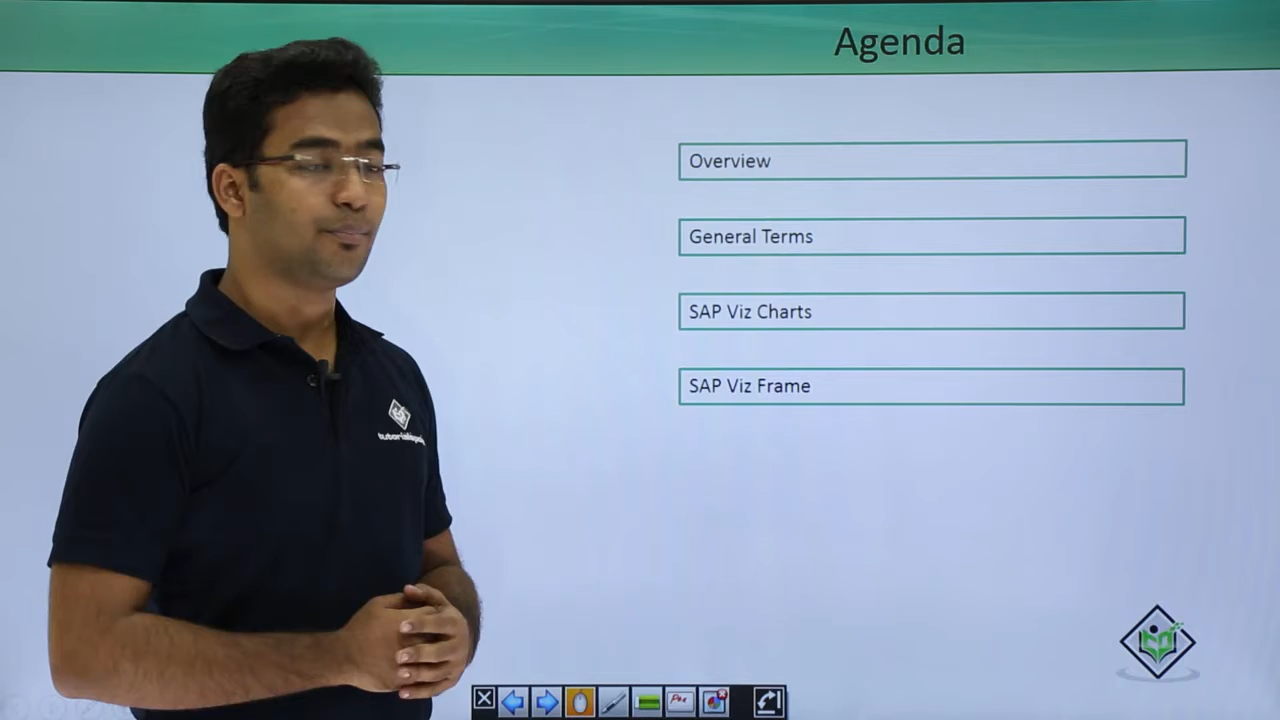 Agenda
Overview
General Terms
SAP Viz Charts
SAP Viz Frame